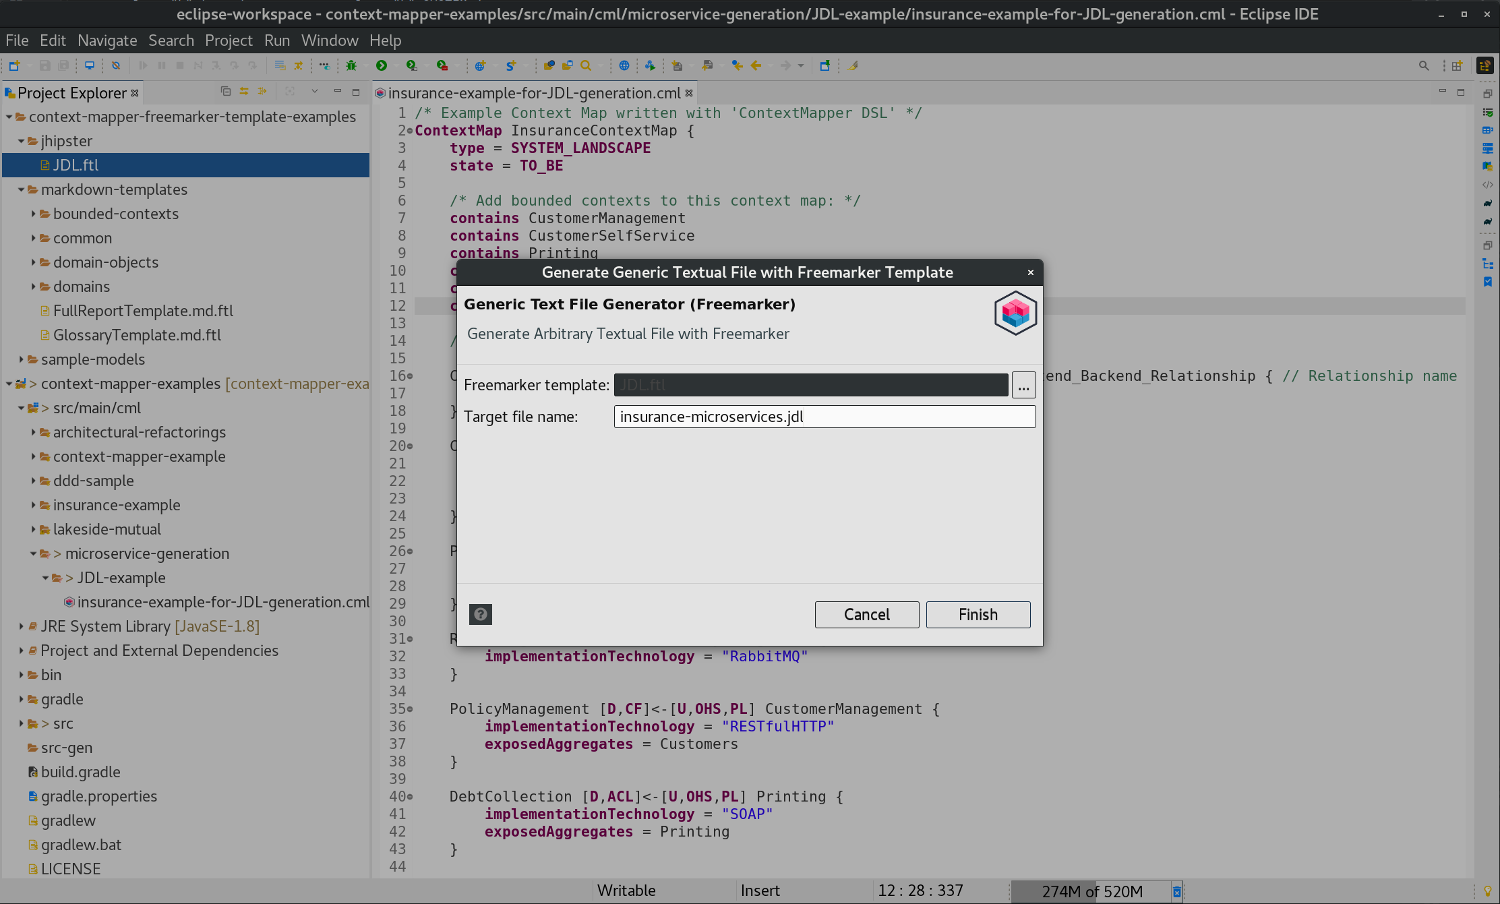 eclipse-workspace - context-mapper-examples/src/main/cml/microservice-generation/JDL-example/insurance-example-for-JDL-generation.cml - Eclipse IDE
File Edit Navigate Search Project Run Window Help
Project Explorer
context-mapper-freemarker-template-examples
jhipster
JDL.ftl
markdown-templates
bounded-contexts
common
domain-objects
domains
FullReportTemplate.md.ftl
GlossaryTemplate.md.ftl
sample-models
> context-mapper-examples [context-mapper-exa
> src/main/cml
architectural-refactorings
context-mapper-example
ddd-sample
insurance-example
lakeside-mutual
> microservice-generation
> JDL-example
insurance-example-for-JDL-generation.cml
JRE System Library [JavaSE-1.8]
Project and External Dependencies
bin
gradle
> src
src-gen
build.gradle
gradle.properties
gradlew
gradlew.bat
LICENSE
insurance-example-for-JDL-generation.cml
1 /* Example Context Map written with 'ContextMapper DSL' */
2 ContextMap InsuranceContextMap {
3 type = SYSTEM_LANDSCAPE
4 state = TO_BE
5
6 /* Add bounded contexts to this context map: */
7 contains CustomerManagement
8 contains CustomerSelfService
9 contains Printing
10 c
11 c
12 c
13
14 /
15
16 C end_Backend_Relationship { // Relationship name
17
18 }
19
20 C
21
22
23
24 }
25
26 P
27
28
29 }
30
31 R
32 implementationTechnology = "RabbitMQ"
33 }
34
35 PolicyManagement [D,CF]<-[U,OHS,PL] CustomerManagement {
36 implementationTechnology = "RESTfulHTTP"
37 exposedAggregates = Customers
38 }
39
40 DebtCollection [D,ACL]<-[U,OHS,PL] Printing {
41 implementationTechnology = "SOAP"
42 exposedAggregates = Printing
43 }
44
Generate Generic Textual File with Freemarker Template
Generic Text File Generator (Freemarker)
Generate Arbitrary Textual File with Freemarker
Freemarker template: JDL.ftl ...
Target file name: insurance-microservices.jdl
? Cancel Finish
Writable Insert 12 : 28 : 337 274M of 520M